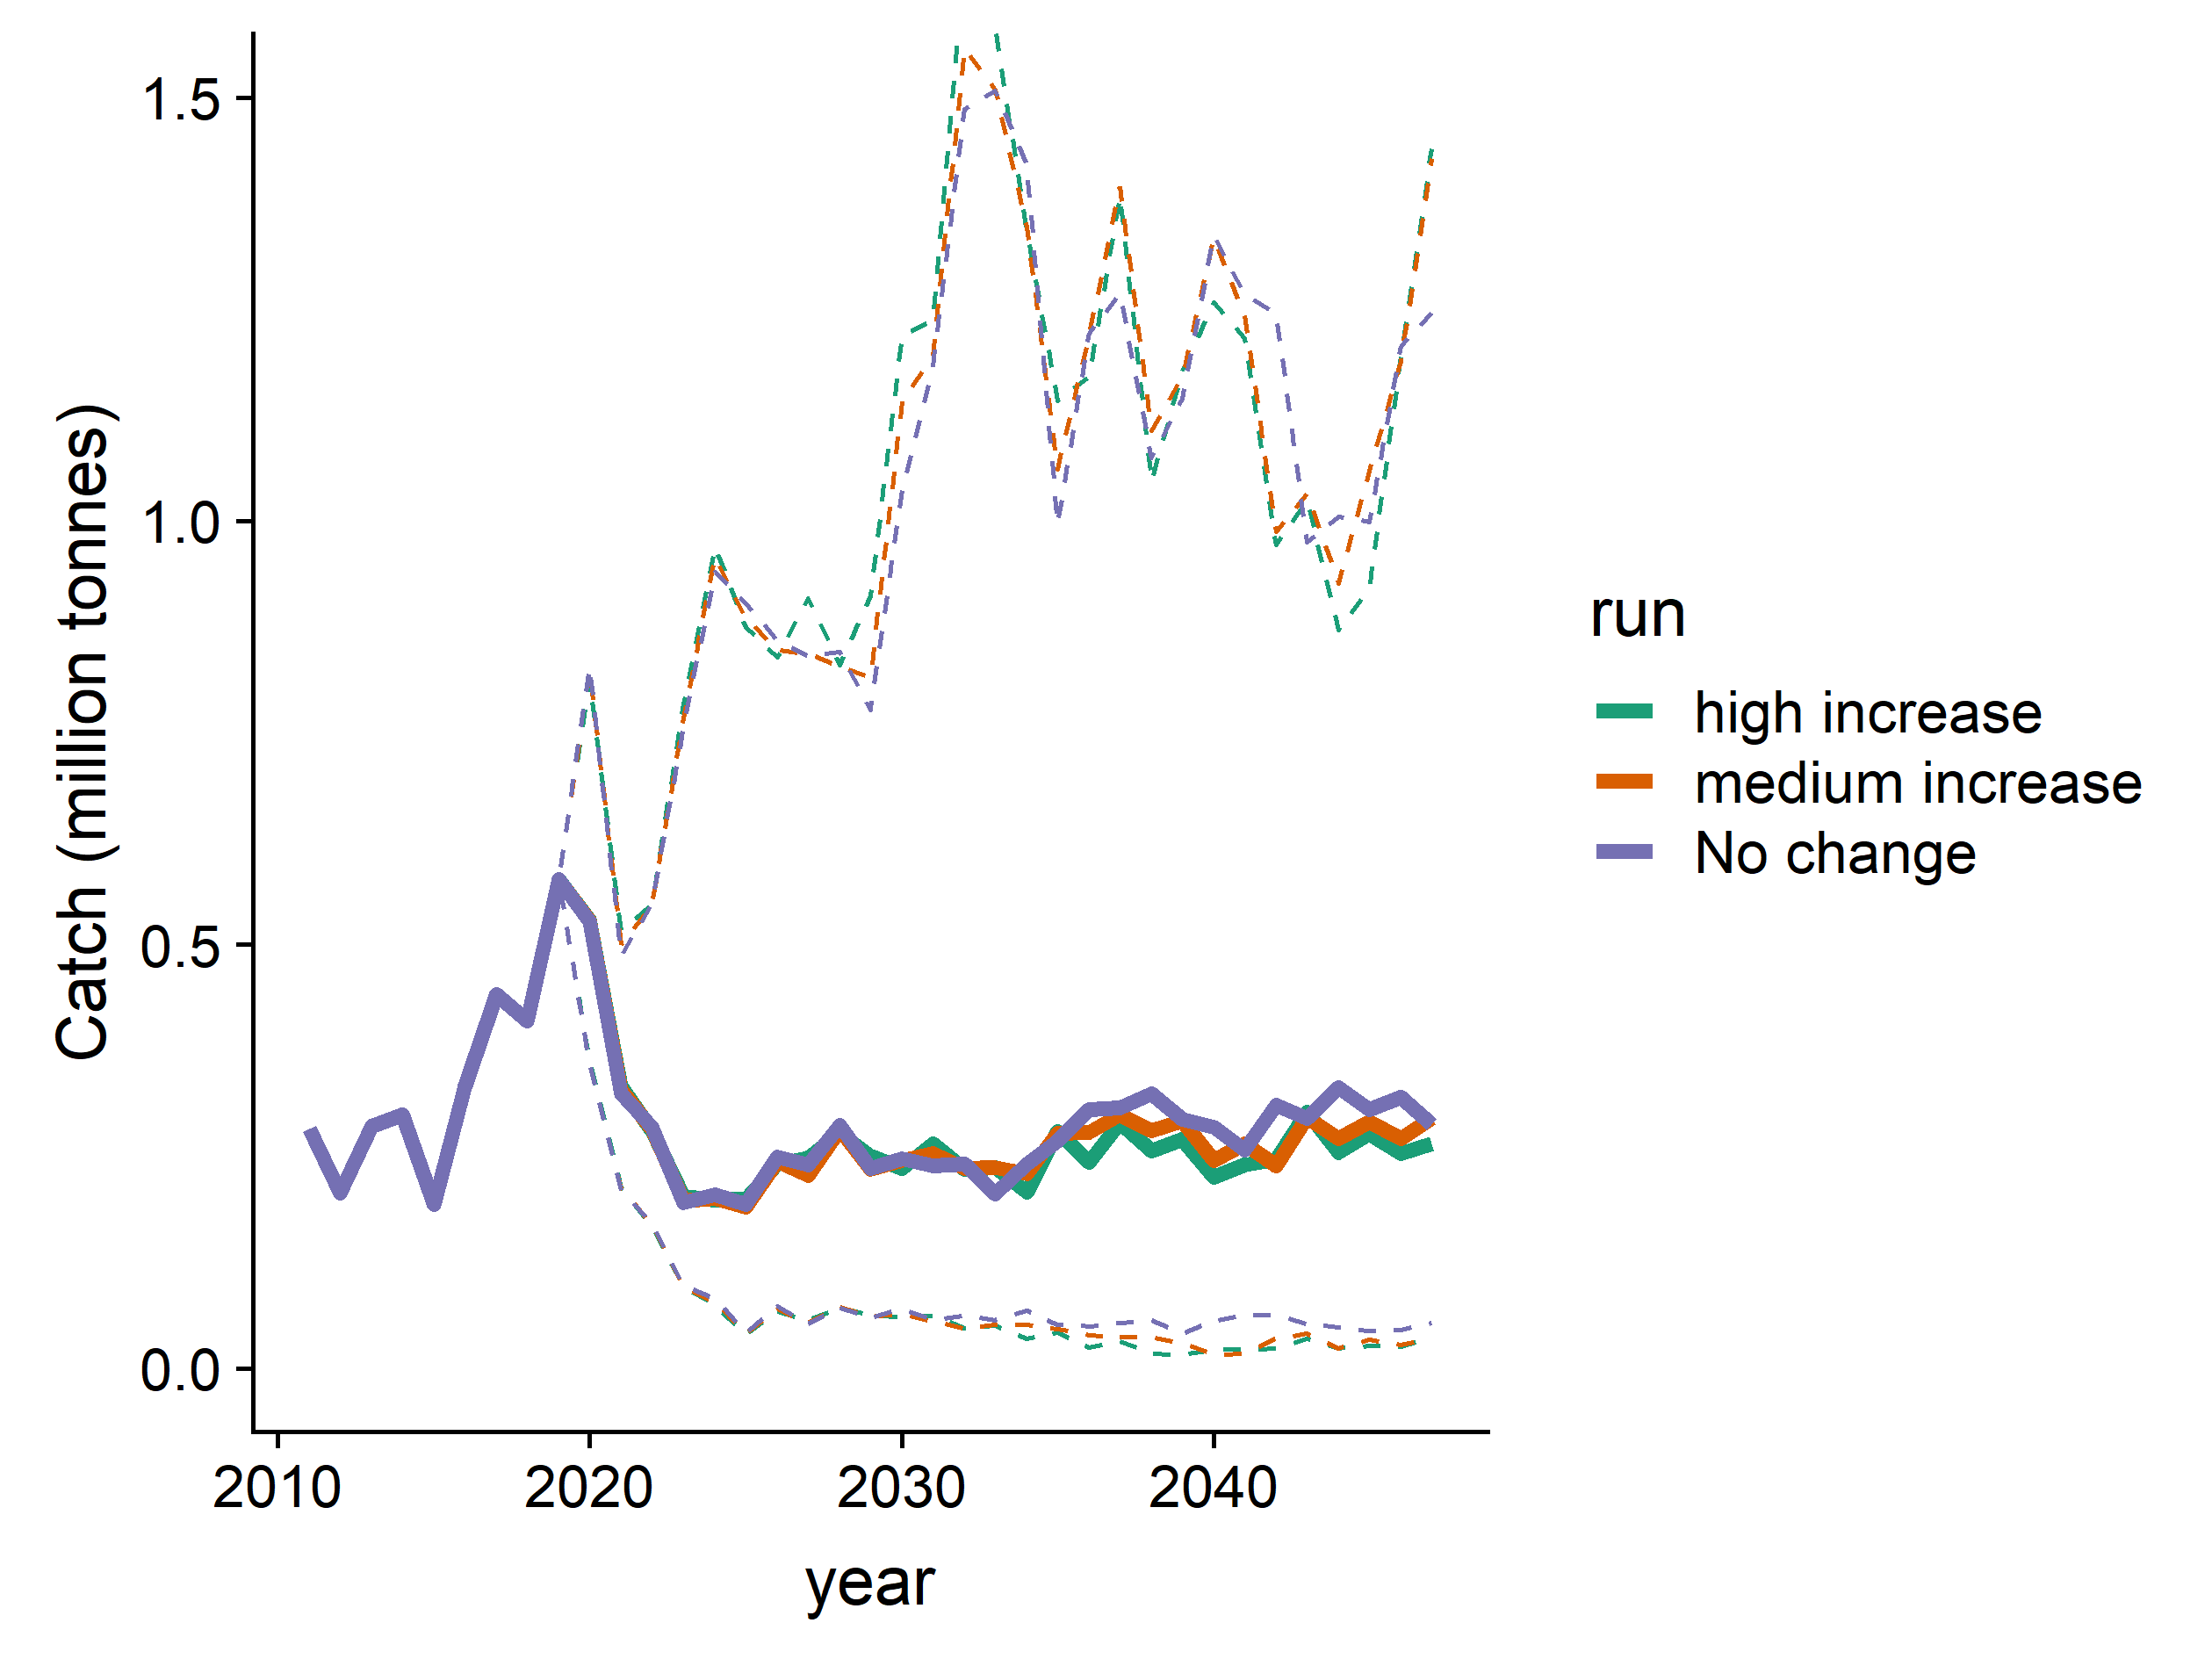 Catch (million tonnes)
1.5
1.0
0.5
0.0
2010 2020 2030 2040
year
run
high increase
medium increase
No change